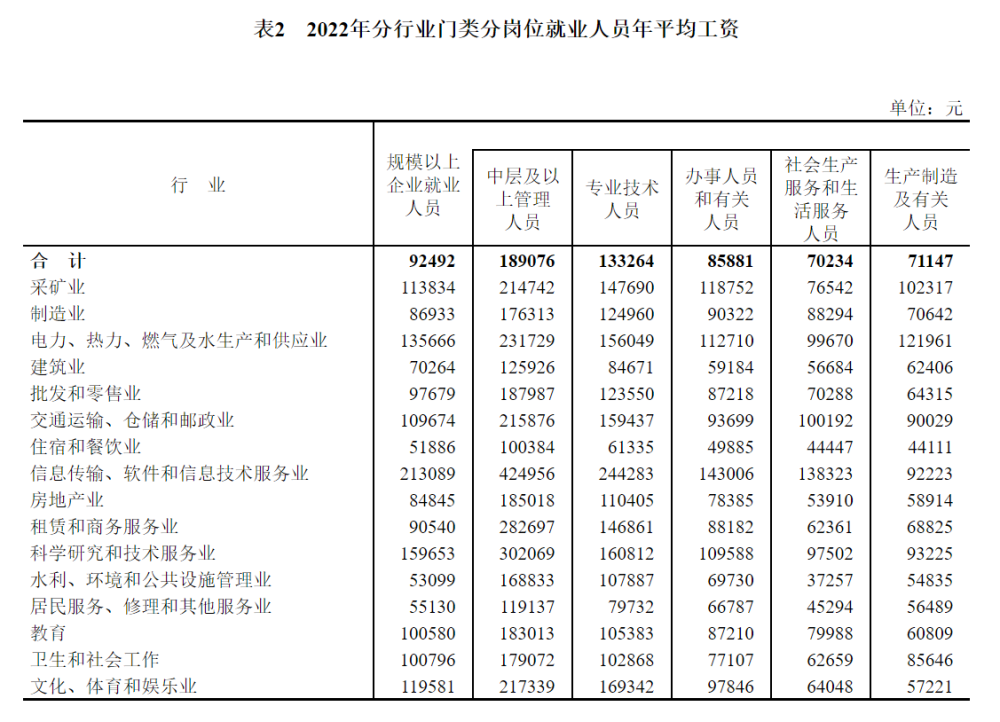 表2 2022年分行业门类分岗位就业人员年平均工资
单位：元
行 业
规模以上
企业就业
人员
中层及以
上管理
人员
专业技术
人员
办事人员
和有关
人员
社会生产
服务和生
活服务
人员
生产制造
及有关
人员
合 计 92492 189076 133264 85881 70234 71147
采矿业 113834 214742 147690 118752 76542 102317
制造业 86933 176313 124960 90322 88294 70642
电力、热力、燃气及水生产和供应业 135666 231729 156049 112710 99670 121961
建筑业 70264 125926 84671 59184 56684 62406
批发和零售业 97679 187987 123550 87218 70288 64315
交通运输、仓储和邮政业 109674 215876 159437 93699 100192 90029
住宿和餐饮业 51886 100384 61335 49885 44447 44111
信息传输、软件和信息技术服务业 213089 424956 244283 143006 138323 92223
房地产业 84845 185018 110405 78385 53910 58914
租赁和商务服务业 90540 282697 146861 88182 62361 68825
科学研究和技术服务业 159653 302069 160812 109588 97502 93225
水利、环境和公共设施管理业 53099 168833 107887 69730 37257 54835
居民服务、修理和其他服务业 55130 119137 79732 66787 45294 56489
教育 100580 183013 105383 87210 79988 60809
卫生和社会工作 100796 179072 102868 77107 62659 85646
文化、体育和娱乐业 119581 217339 169342 97846 64048 57221